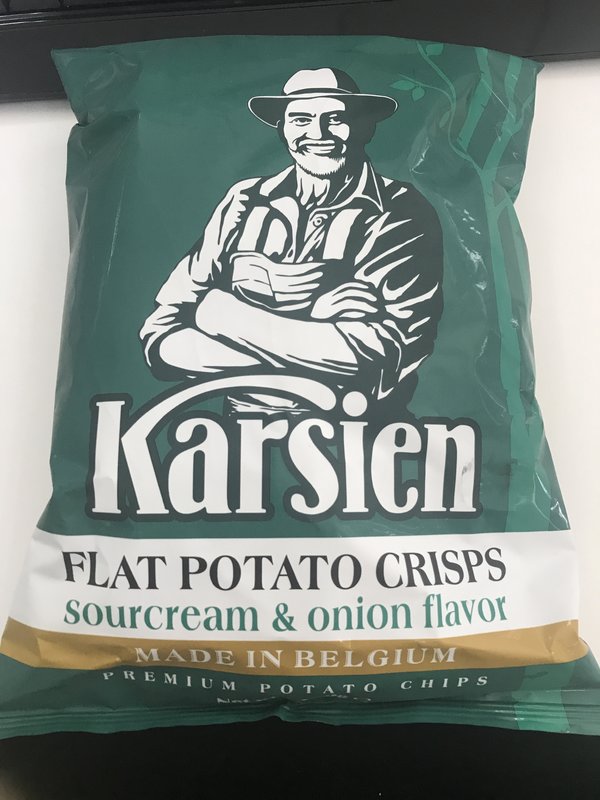 Karsien
FLAT POTATO CRISPS
sourcream & onion flavor
MADE IN BELGIUM
PREMIUM POTATO CHIPS